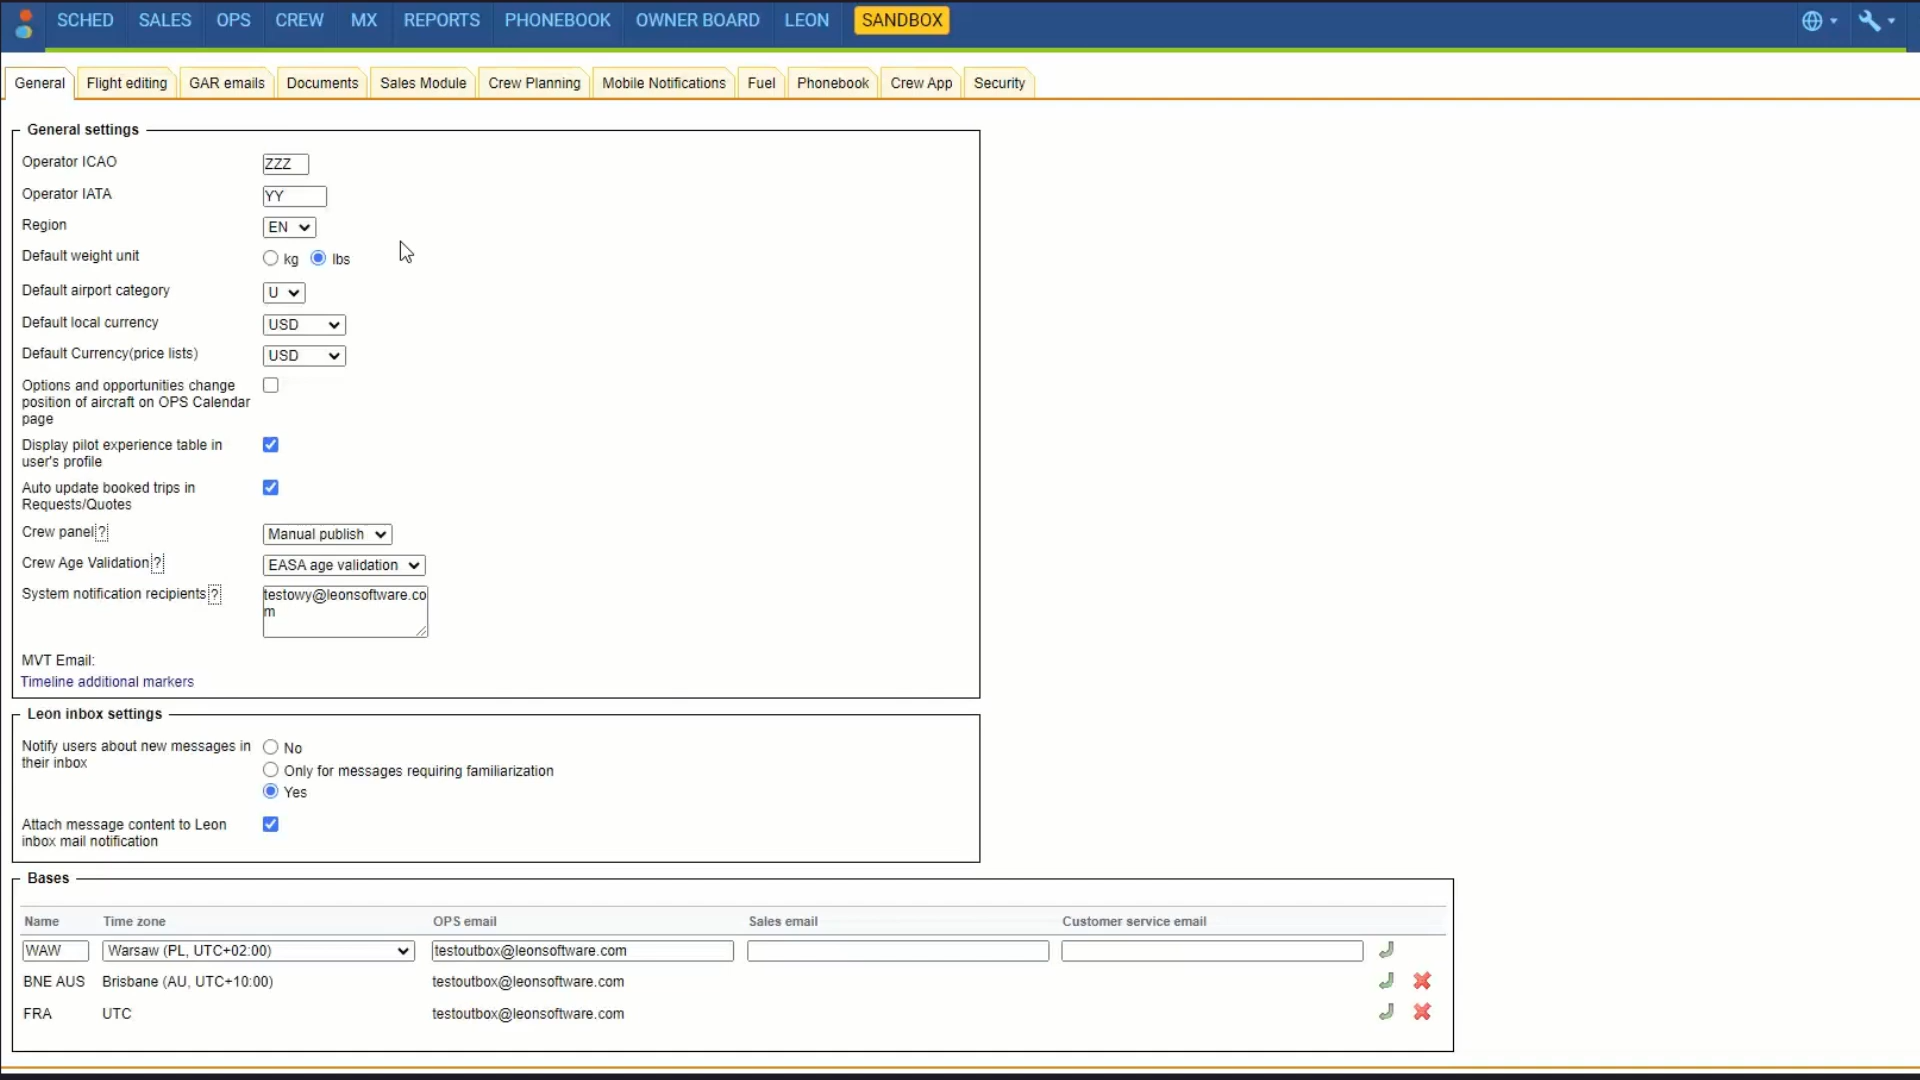 SCHED SALES OPS CREW MX REPORTS PHONEBOOK OWNER BOARD LEON SANDBOX
General Flight editing GAR emails Documents Sales Module Crew Planning Mobile Notifications Fuel Phonebook Crew App Security
General settings
Operator ICAO ZZZ
Operator IATA YY
Region EN
Default weight unit kg lbs
Default airport category U
Default local currency USD
Default Currency(price lists) USD
Options and opportunities change
position of aircraft on OPS Calendar
page
Display pilot experience table in
user's profile
Auto update booked trips in
Requests/Quotes
Crew panel? Manual publish
Crew Age Validation? EASA age validation
System notification recipients? testowy@leonsoftware.co
m
MVT Email:
Timeline additional markers
Leon inbox settings
Notify users about new messages in No
their inbox
Only for messages requiring familiarization
Yes
Attach message content to Leon
inbox mail notification
Bases
Name Time zone OPS email Sales email Customer service email
WAW Warsaw (PL, UTC+02:00) testoutbox@leonsoftware.com
BNE AUS Brisbane (AU, UTC+10:00) testoutbox@leonsoftware.com
FRA UTC testoutbox@leonsoftware.com